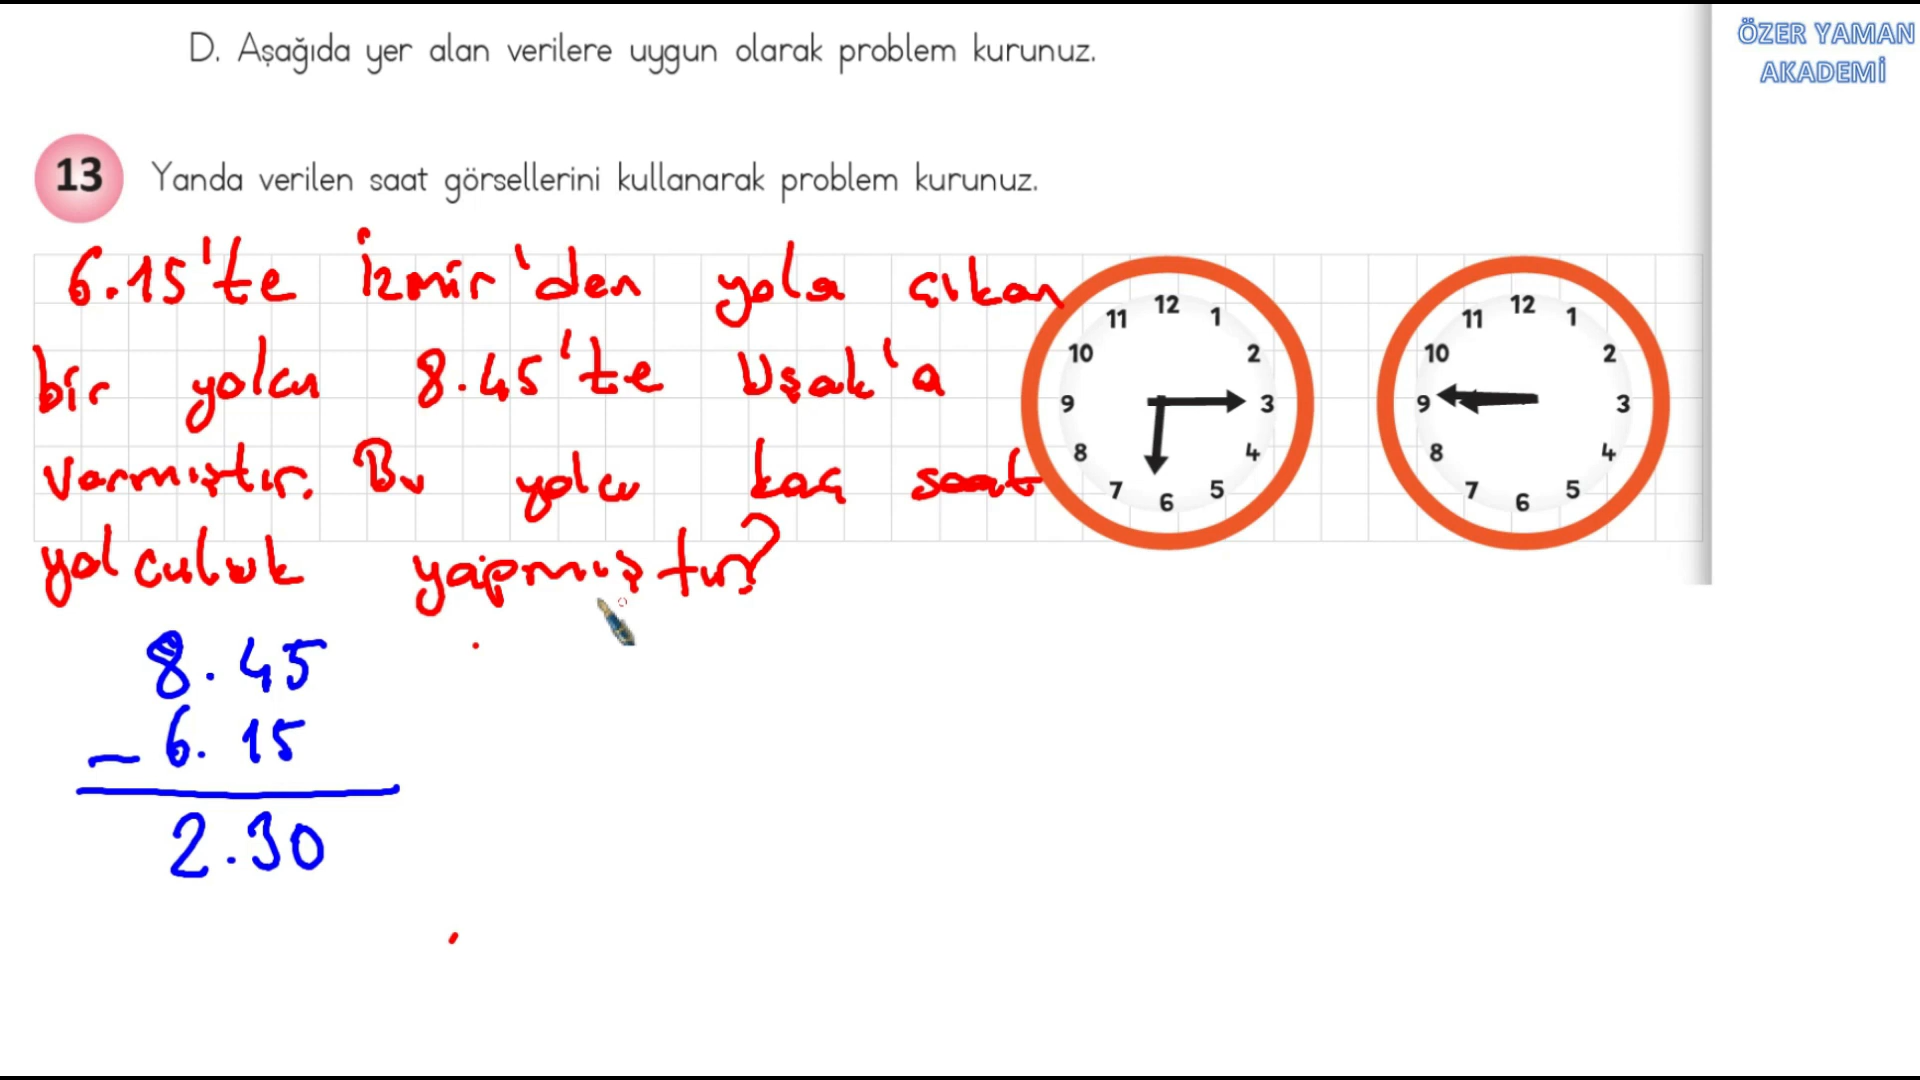 D. Aşağıda yer alan verilere uygun olarak problem kurunuz.
ÖZER YAMAN
AKADEMİ
13 Yanda verilen saat görsellerini kullanarak problem kurunuz.
6.15'te İzmir'den yola çıkan
bir yolcu 8.45'te Uşak'a
varmıştır. Bu yolcu kaç saat
yolculuk yapmıştır?
12 1 2 3 4 5 6 7 8 9 10 11
12 1 2 3 4 5 6 7 8 9 10 11
8.45
- 6.15
2.30